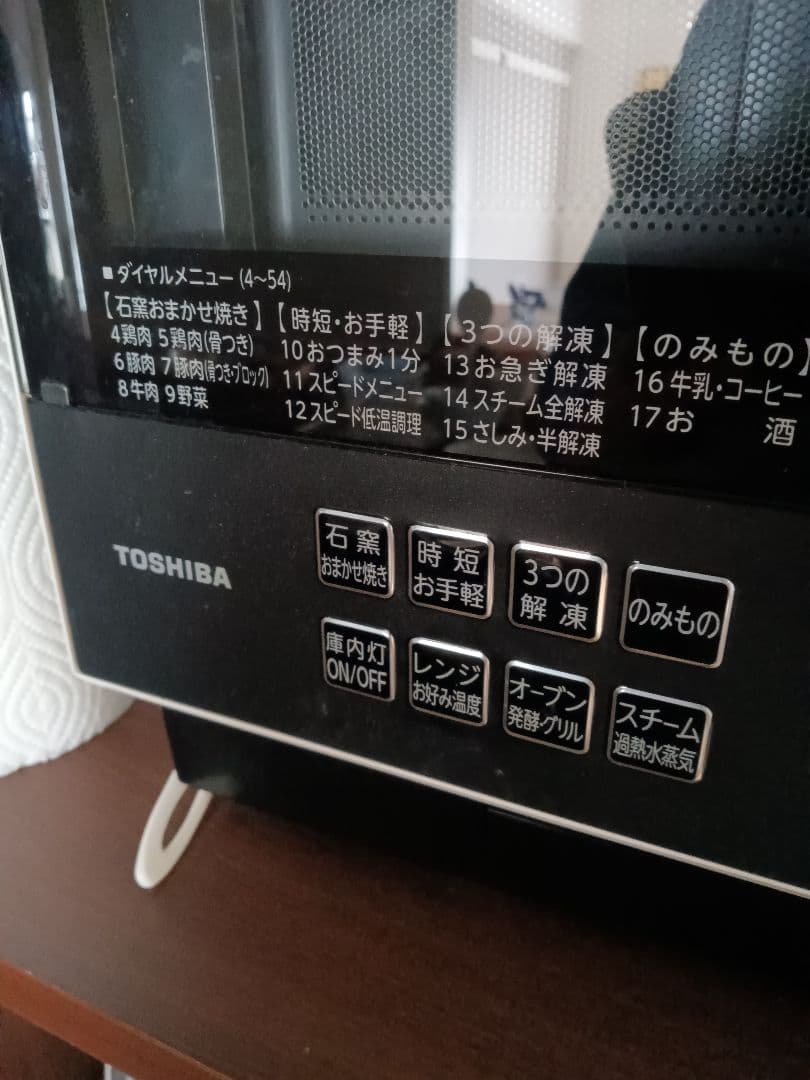 ■ダイヤルメニュー(4〜54)
【石窯おまかせ焼き】
4鶏肉 5鶏肉(骨つき)
6豚肉 7豚肉(骨つき・ブロック)
8牛肉 9野菜
【時短・お手軽】
10おつまみ1分
11スピードメニュー
12スピード低温調理
【3つの解凍】
13お急ぎ解凍
14スチーム全解凍
15さしみ・半解凍
【のみもの】
16牛乳・コーヒー
17お 酒
TOSHIBA
石窯
おまかせ焼き
時短
お手軽
3つの
解凍
のみもの
庫内灯
ON/OFF
レンジ
お好み温度
オーブン
発酵・グリル
スチーム
過熱水蒸気